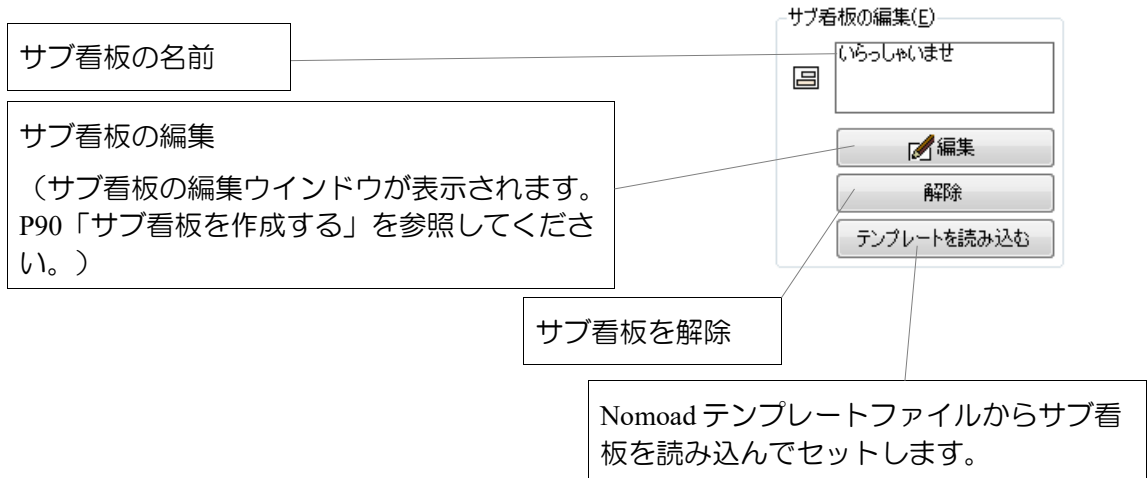 サブ看板の編集(E)
サブ看板の名前
いらっしゃいませ
サブ看板の編集
（サブ看板の編集ウインドウが表示されます。
P90「サブ看板を作成する」を参照してくださ
い。）
編集
解除
テンプレートを読み込む
サブ看板を解除
Nomoadテンプレートファイルからサブ看
板を読み込んでセットします。